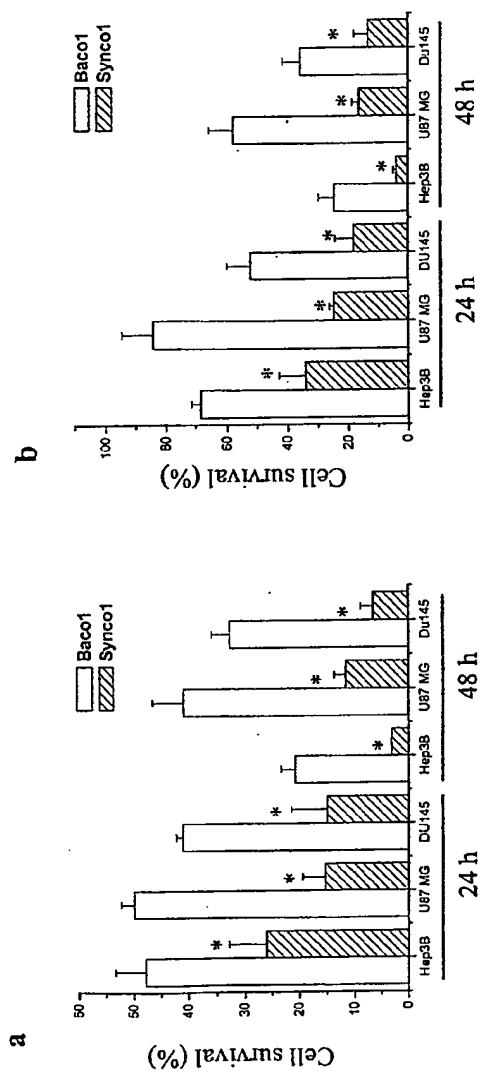 a
Baco1
Synco1
Cell survival (%)
50
40
30
20
10
0
*
*
*
*
*
*
Hep3B
U87 MG
DU145
Hep3B
U87 MG
Du145
24 h
48 h
b
Baco1
Synco1
Cell survival (%)
100
80
60
40
20
0
*
*
*
*
*
*
Hep3B
U87 MG
DU145
Hep3B
U87 MG
Du145
24 h
48 h